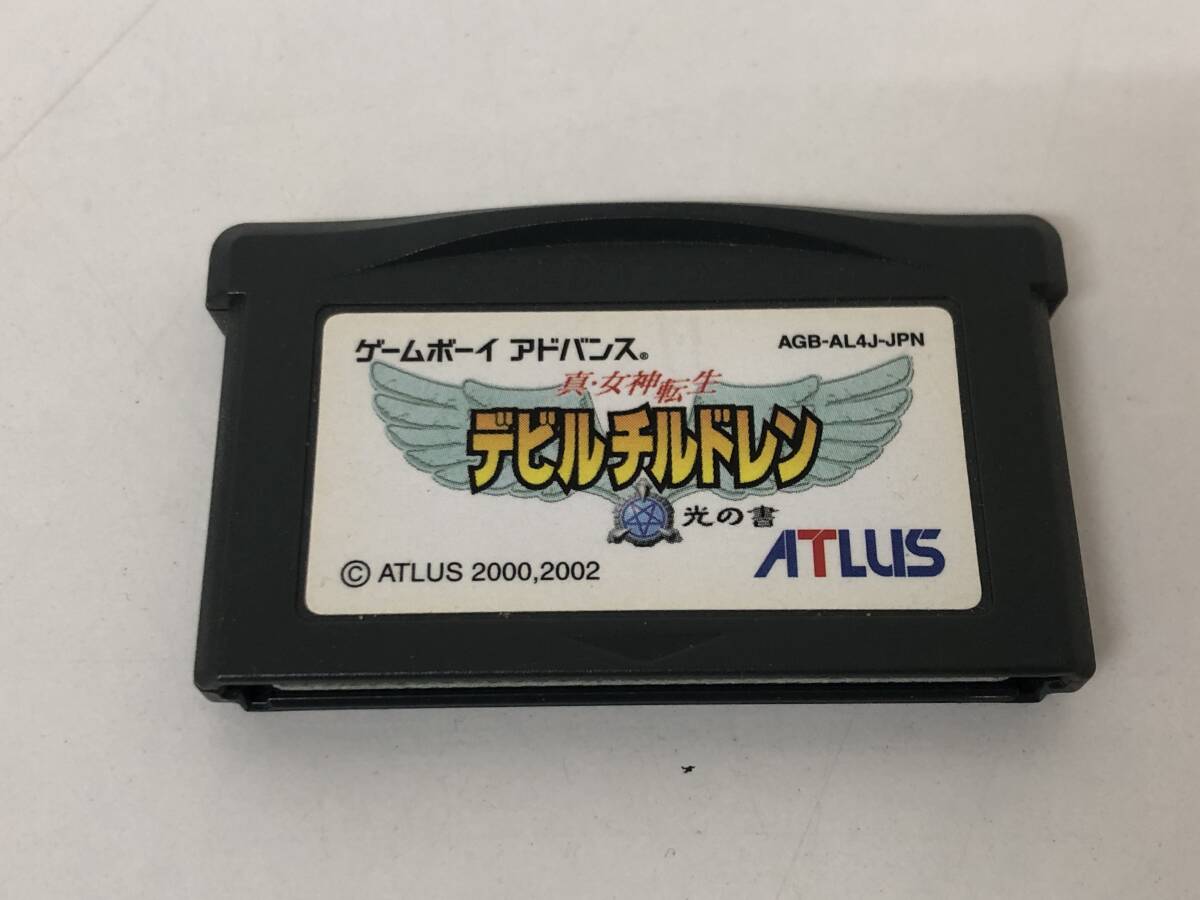 ゲームボーイ アドバンス®
AGB-AL4J-JPN
真・女神転生
デビルチルドレン
光の書
© ATLUS 2000,2002
ATLUS